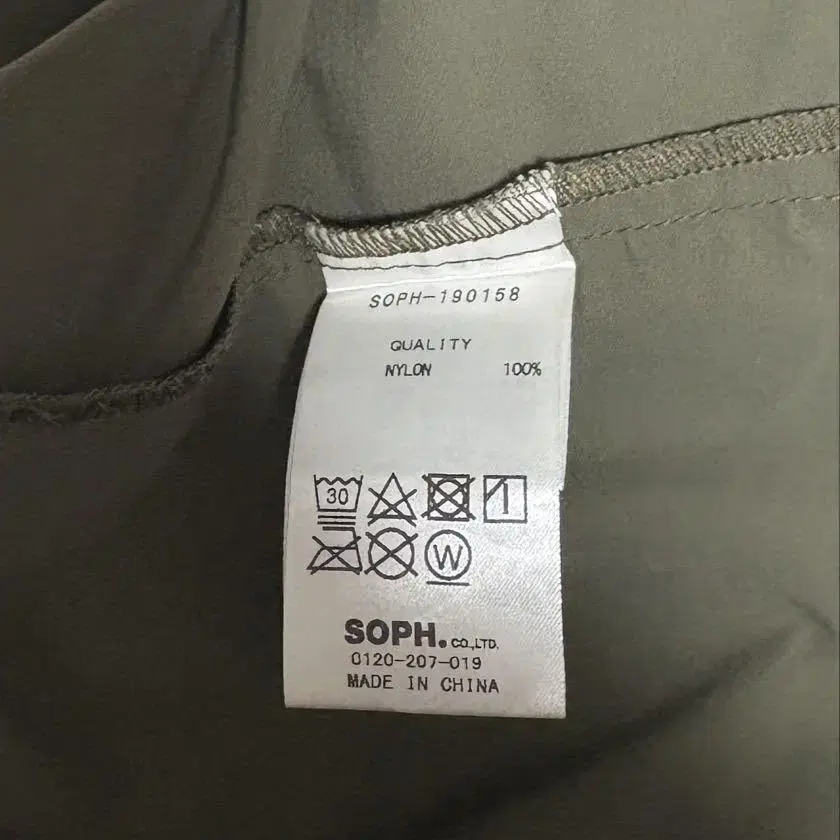 SOPH-190158
QUALITY
NYLON 100%
30
W
SOPH. CO.,LTD.
0120-207-019
MADE IN CHINA